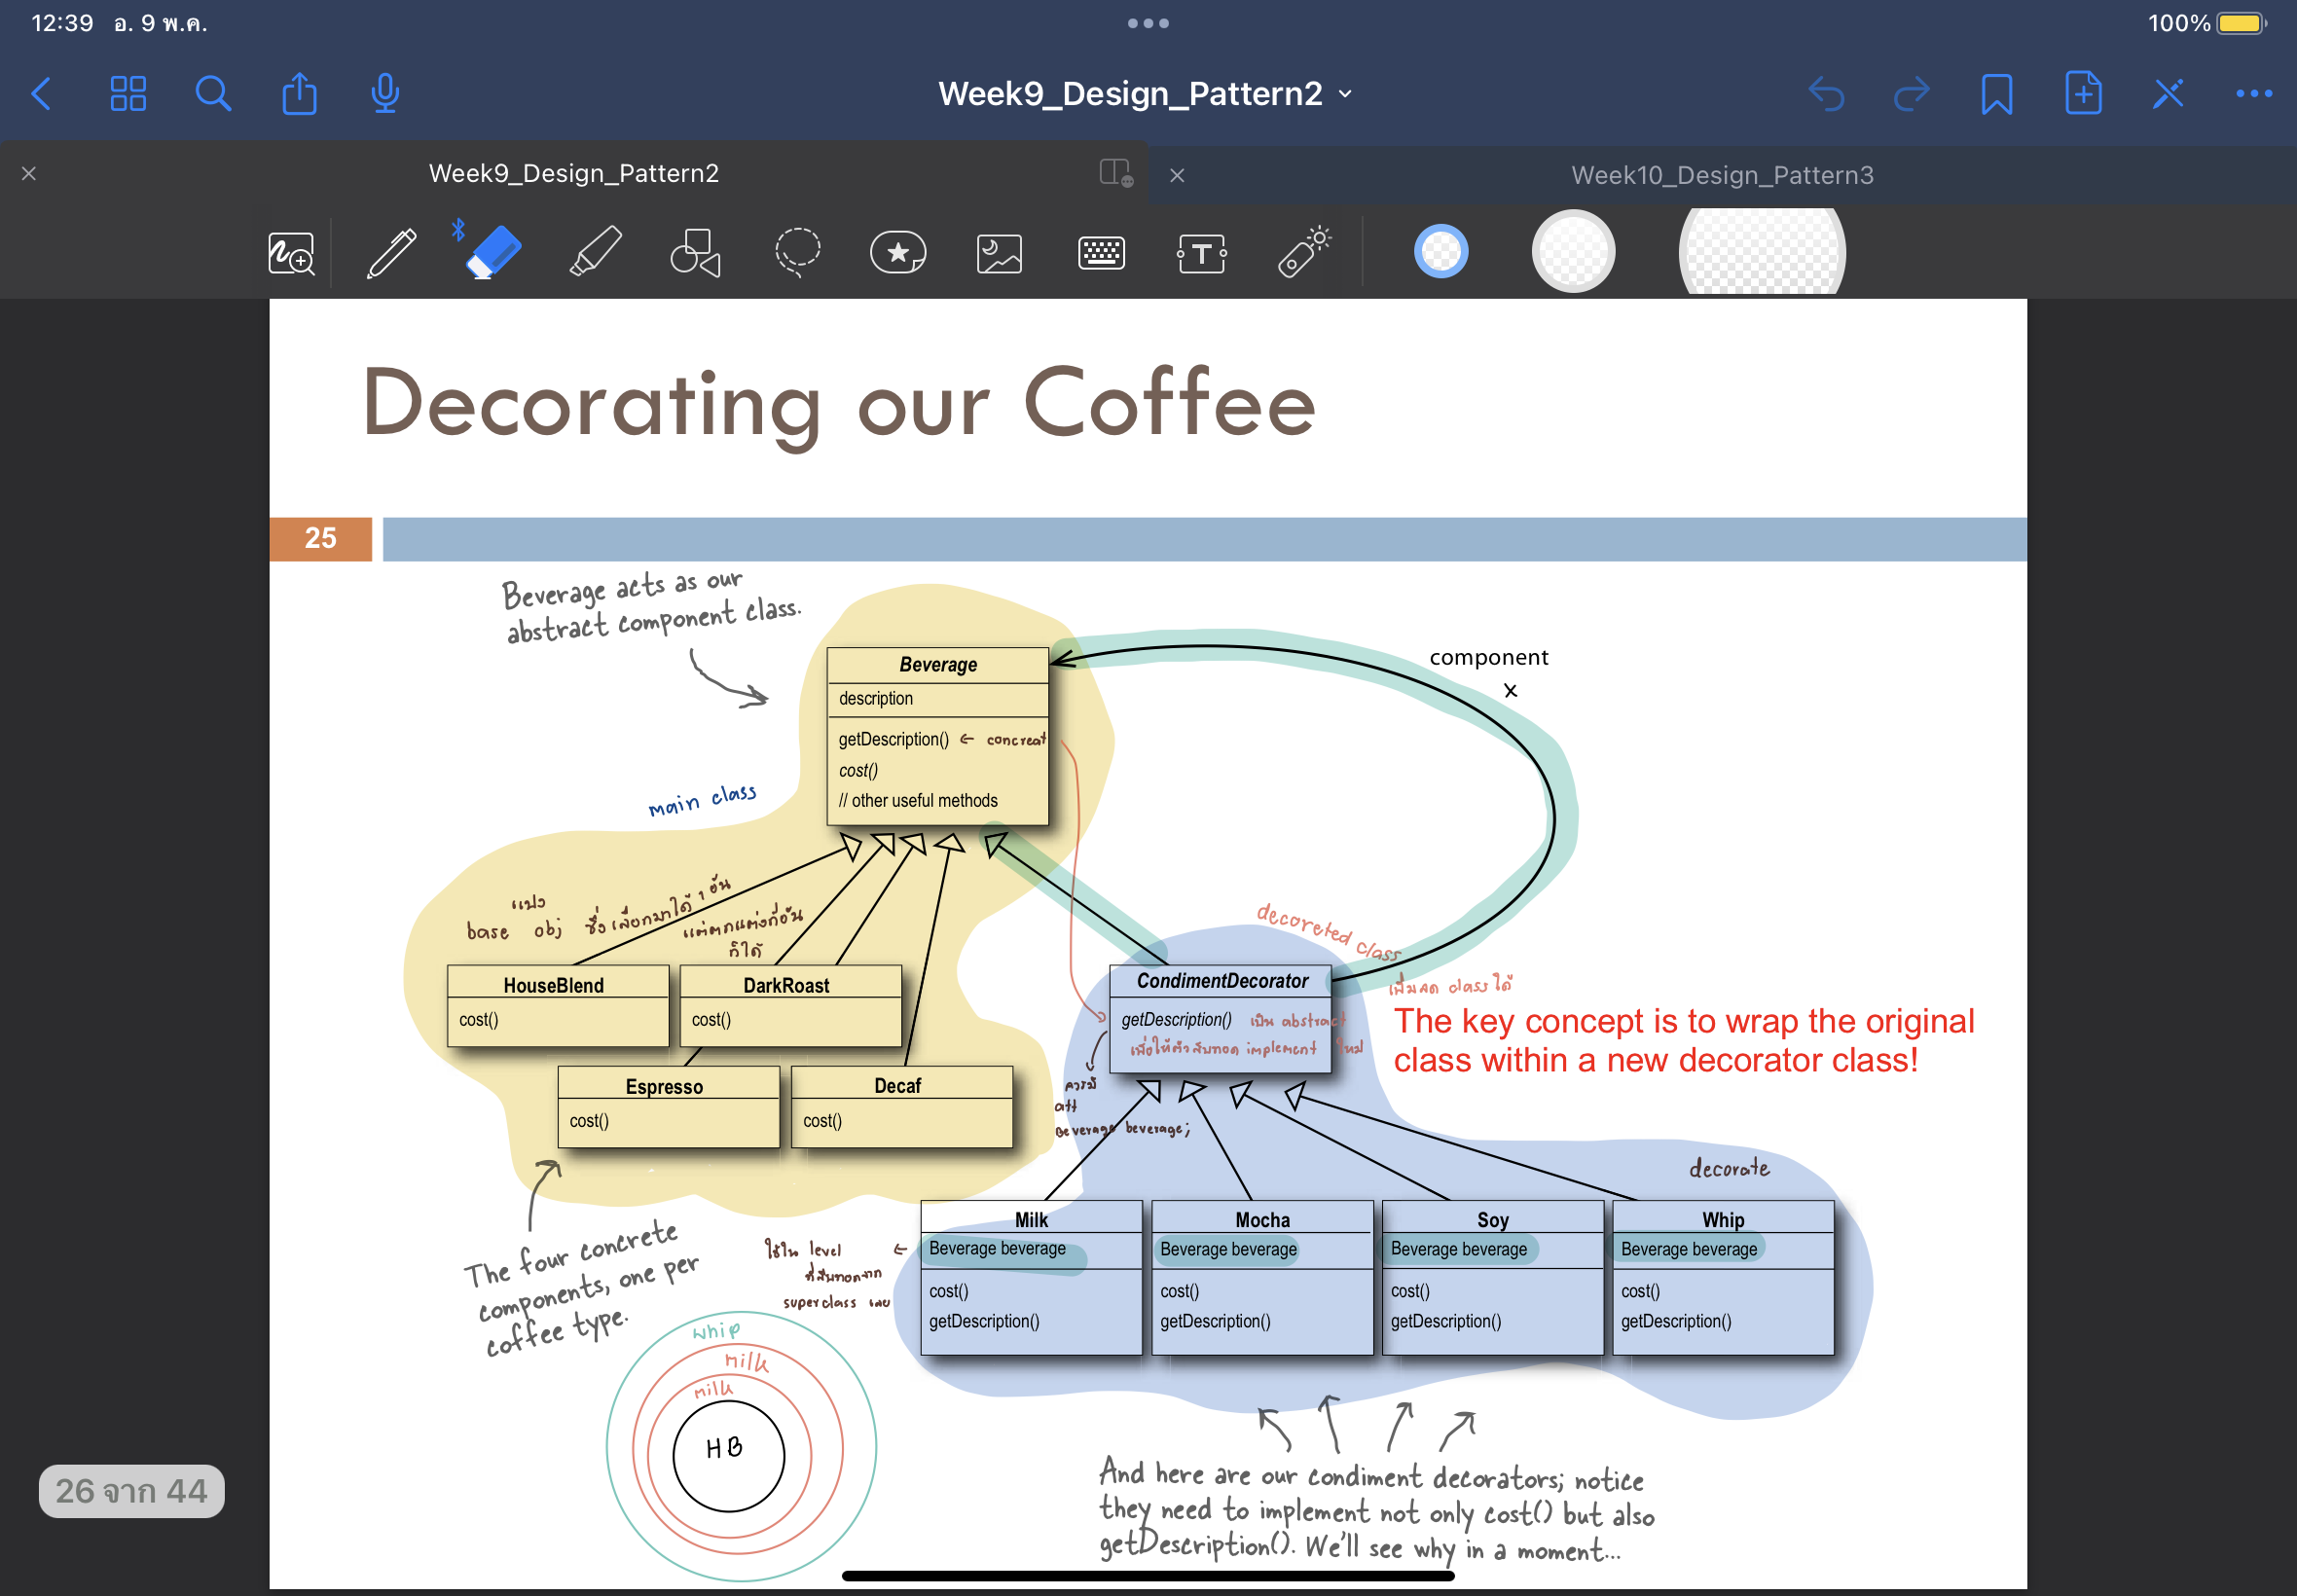 12:39 อ. 9 พ.ค.
100%
Week9_Design_Pattern2
Week9_Design_Pattern2
Week10_Design_Pattern3
T
Decorating our Coffee
25
Beverage acts as our
abstract component class.
Beverage
description
getDescription() ← concreat
cost()
// other useful methods
component
x
main class
แปง
base obj ซึ่งเลือกมาได้ 1 อัน
แต่ตกแต่งกี่อัน
ก็ได้
decoreted class
เพิ่มลด class ได้
HouseBlend
cost()
DarkRoast
cost()
Espresso
cost()
Decaf
cost()
CondimentDecorator
getDescription() เป็น abstract
เพื่อให้ตัวสืบทอด implement ใหม่
ควรมี
att
Beverage beverage;
The key concept is to wrap the original
class within a new decorator class!
decorate
Milk
Beverage beverage
cost()
getDescription()
Mocha
Beverage beverage
cost()
getDescription()
Soy
Beverage beverage
cost()
getDescription()
Whip
Beverage beverage
cost()
getDescription()
ใช้ใน level ←
ที่สืบทอดจาก
superclass เลย
The four concrete
components, one per
coffee type.
whip
milk
milk
HB
And here are our condiment decorators; notice
they need to implement not only cost() but also
getDescription(). We'll see why in a moment...
26 จาก 44